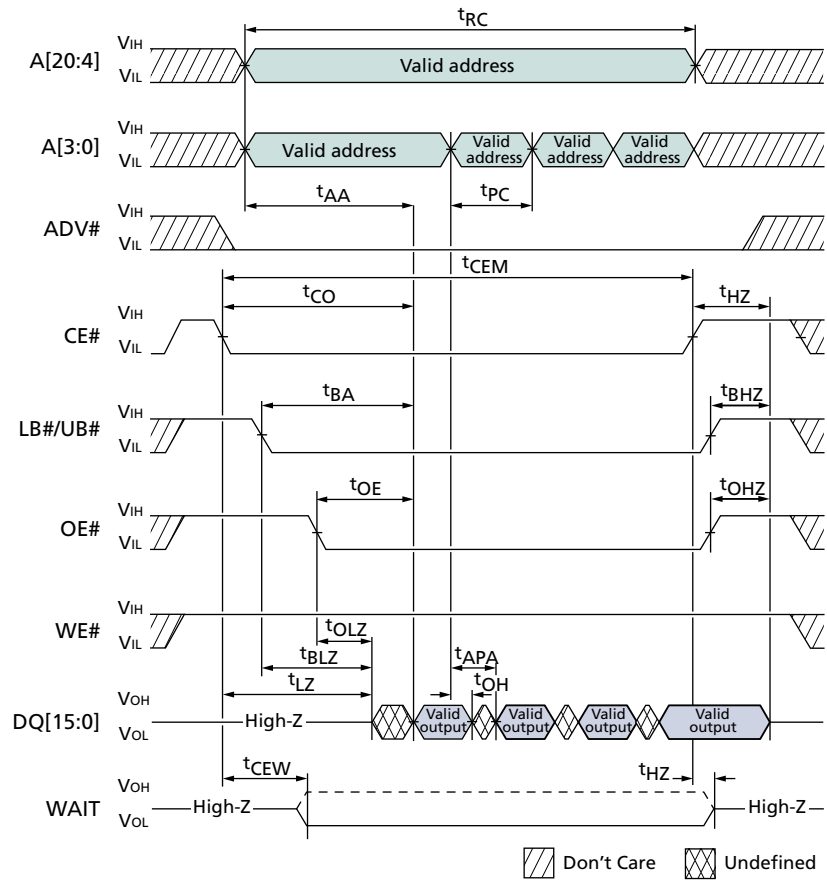 tRC
A[20:4] VIH VIL Valid address
A[3:0] VIH VIL Valid address Valid address Valid address Valid address
tAA tPC
ADV# VIH VIL
tCEM
tCO tHZ
CE# VIH VIL
tBA tBHZ
LB#/UB# VIH VIL
tOE tOHZ
OE# VIH VIL
WE# VIH VIL
tOLZ
tBLZ tAPA
tLZ tOH
DQ[15:0] VOH VOL High-Z Valid output Valid output Valid output Valid output
tCEW tHZ
WAIT VOH VOL High-Z High-Z
Don't Care Undefined